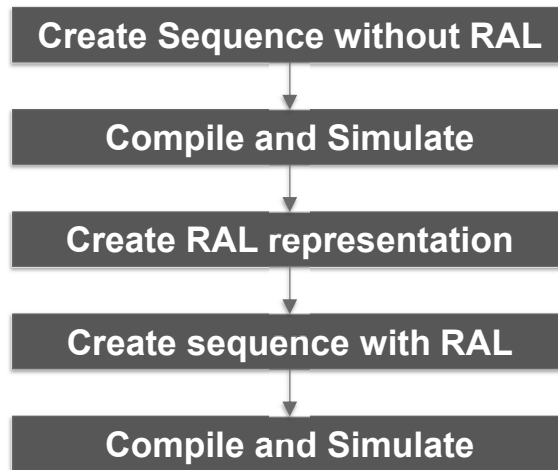 Create Sequence without RAL
Compile and Simulate
Create RAL representation
Create sequence with RAL
Compile and Simulate